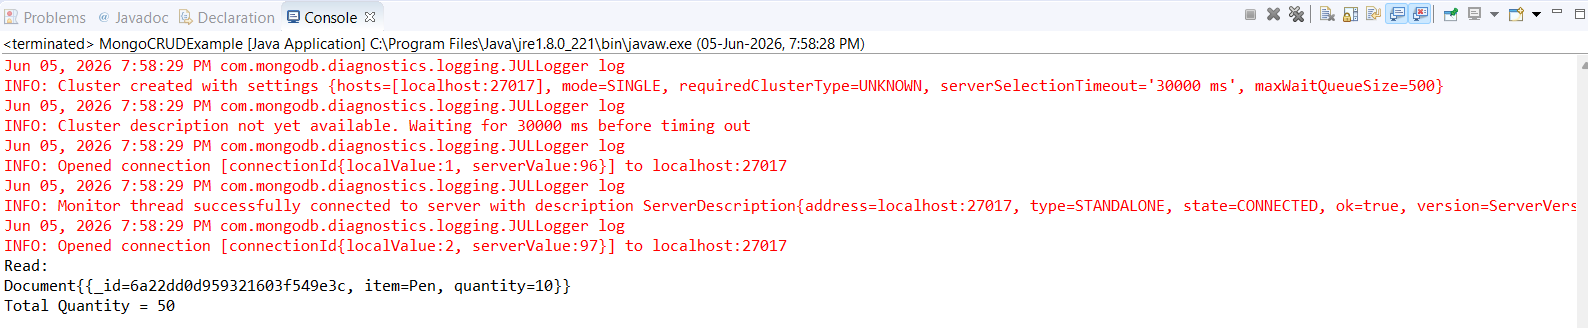 Problems @ Javadoc Declaration Console
<terminated> MongoCRUDExample [Java Application] C:\Program Files\Java\jre1.8.0_221\bin\javaw.exe (05-Jun-2026, 7:58:28 PM)
Jun 05, 2026 7:58:29 PM com.mongodb.diagnostics.logging.JULLogger log
INFO: Cluster created with settings {hosts=[localhost:27017], mode=SINGLE, requiredClusterType=UNKNOWN, serverSelectionTimeout='30000 ms', maxWaitQueueSize=500}
Jun 05, 2026 7:58:29 PM com.mongodb.diagnostics.logging.JULLogger log
INFO: Cluster description not yet available. Waiting for 30000 ms before timing out
Jun 05, 2026 7:58:29 PM com.mongodb.diagnostics.logging.JULLogger log
INFO: Opened connection [connectionId{localValue:1, serverValue:96}] to localhost:27017
Jun 05, 2026 7:58:29 PM com.mongodb.diagnostics.logging.JULLogger log
INFO: Monitor thread successfully connected to server with description ServerDescription{address=localhost:27017, type=STANDALONE, state=CONNECTED, ok=true, version=ServerVers
Jun 05, 2026 7:58:29 PM com.mongodb.diagnostics.logging.JULLogger log
INFO: Opened connection [connectionId{localValue:2, serverValue:97}] to localhost:27017
Read:
Document{{_id=6a22dd0d959321603f549e3c, item=Pen, quantity=10}}
Total Quantity = 50